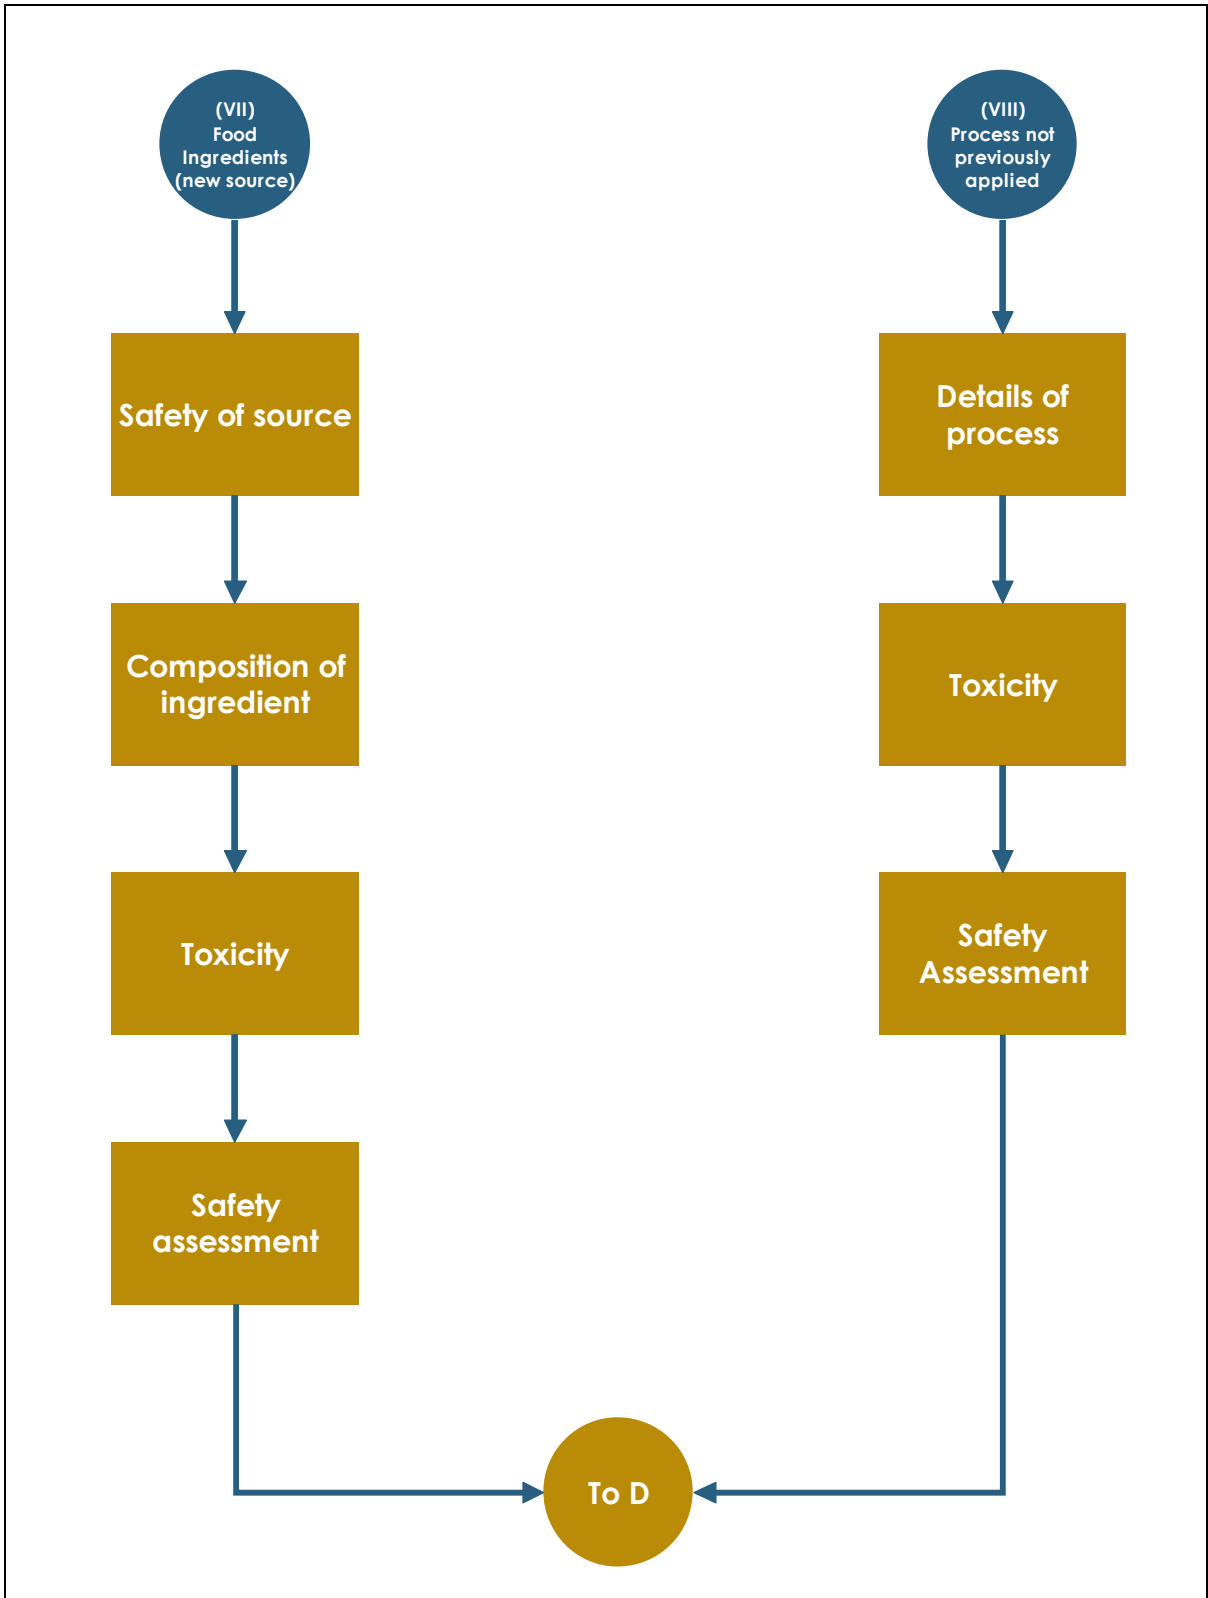 (VII)
Food
Ingredients
(new source)
Safety of source
Composition of
ingredient
Toxicity
Safety
assessment
(VIII)
Process not
previously
applied
Details of
process
Toxicity
Safety
Assessment
To D